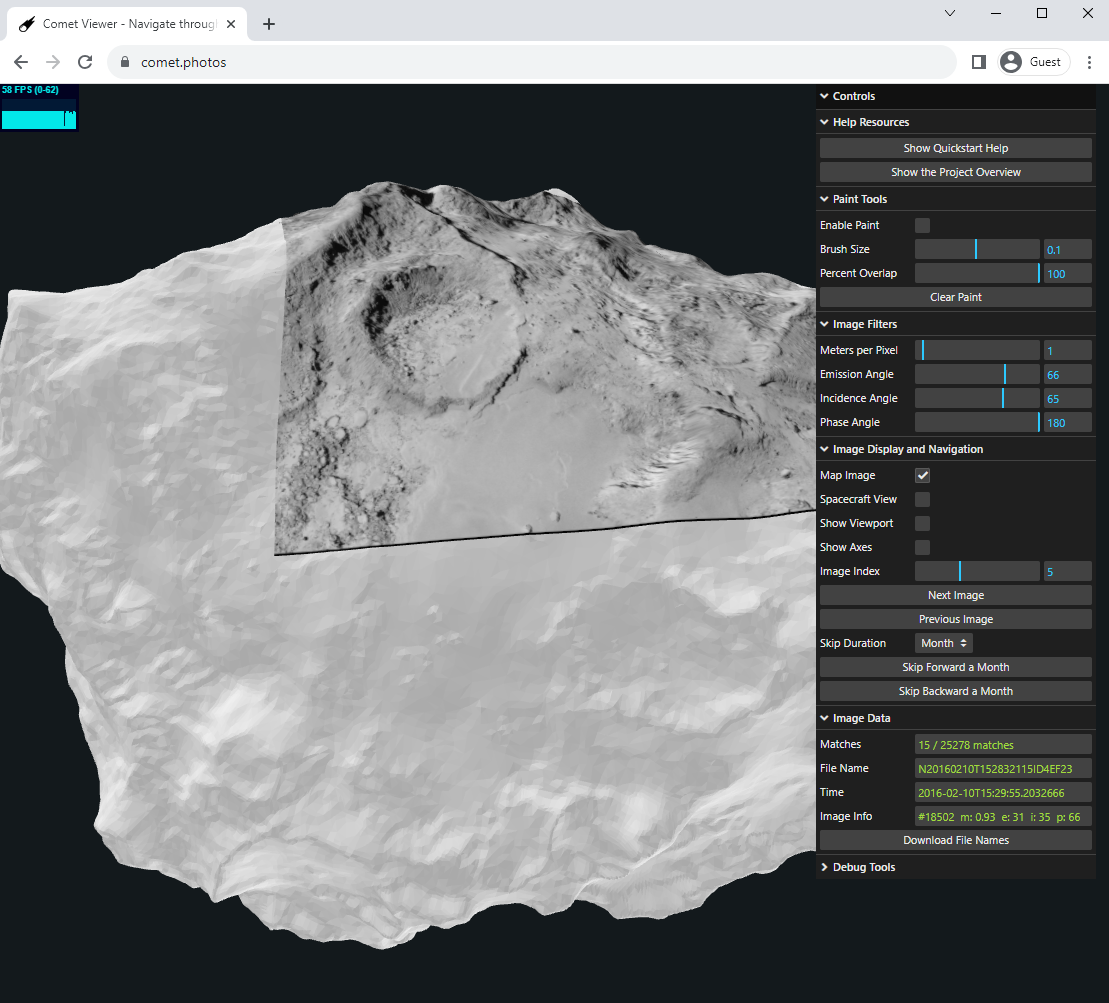 Comet Viewer - Navigate throug
comet.photos
Guest
58 FPS (0-62)
Controls
Help Resources
Show Quickstart Help
Show the Project Overview
Paint Tools
Enable Paint
Brush Size 0.1
Percent Overlap 100
Clear Paint
Image Filters
Meters per Pixel 1
Emission Angle 66
Incidence Angle 65
Phase Angle 180
Image Display and Navigation
Map Image
Spacecraft View
Show Viewport
Show Axes
Image Index 5
Next Image
Previous Image
Skip Duration Month
Skip Forward a Month
Skip Backward a Month
Image Data
Matches 15 / 25278 matches
File Name N20160210T152832115ID4EF23
Time 2016-02-10T15:29:55.2032666
Image Info #18502 m: 0.93 e: 31 i: 35 p: 66
Download File Names
Debug Tools